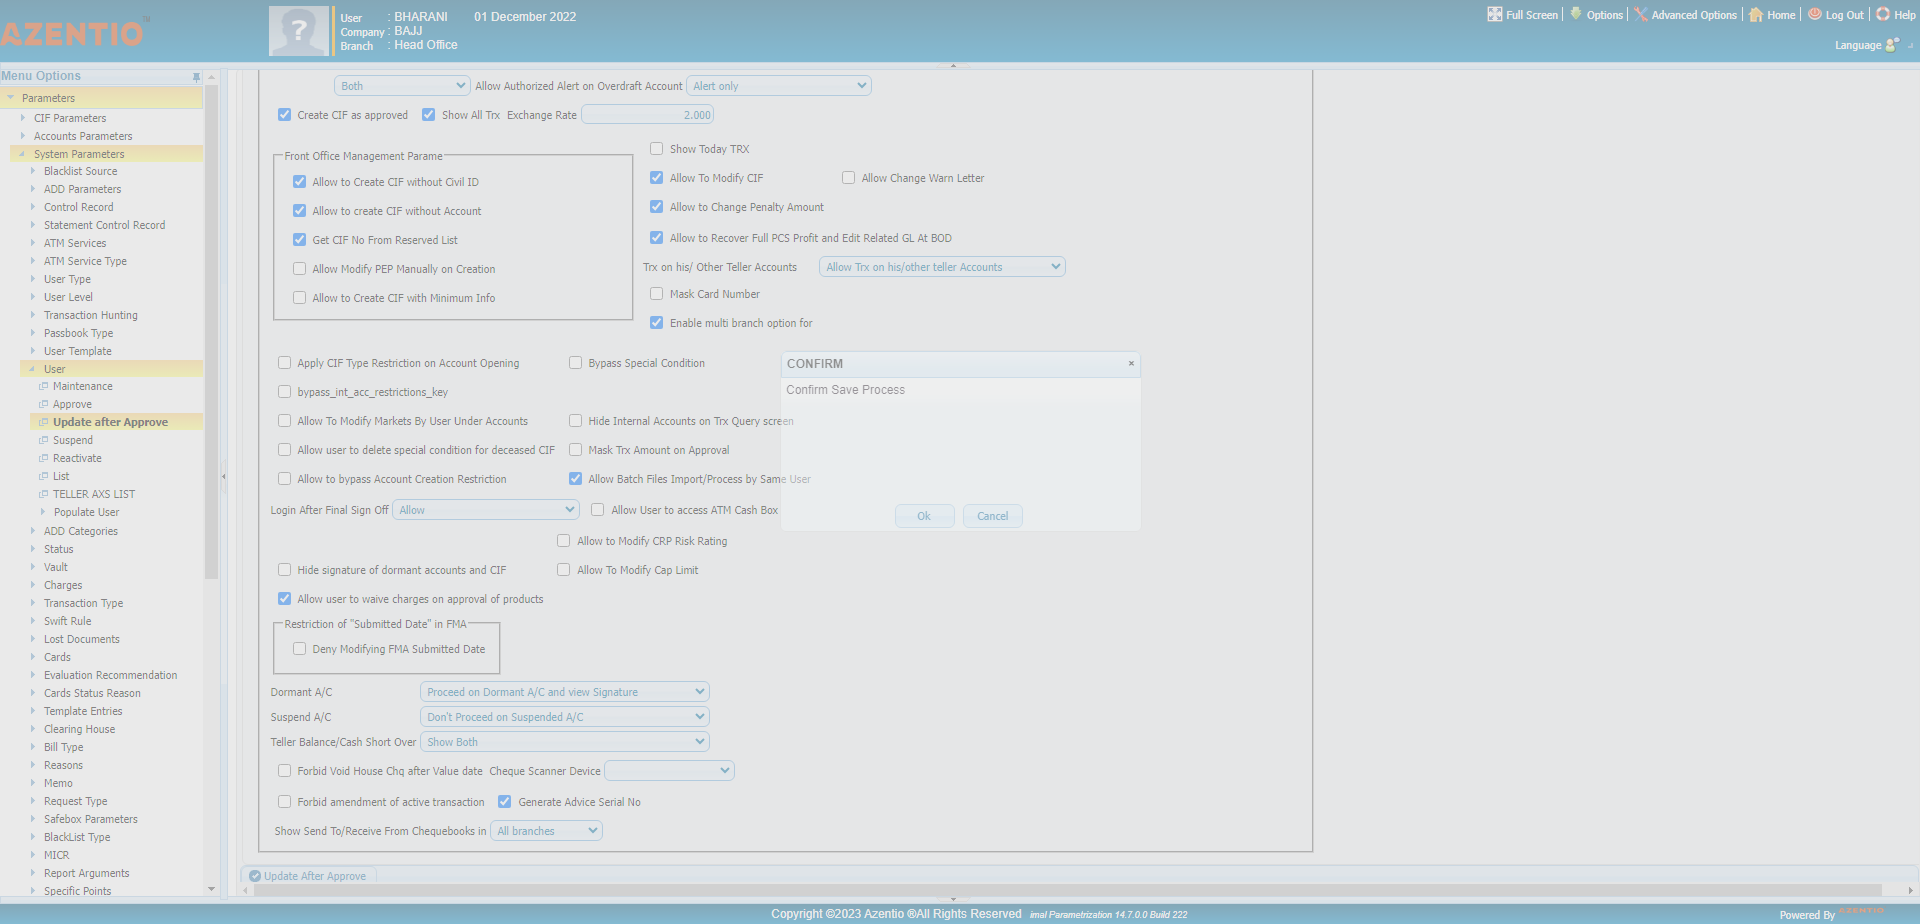 AZENTIO TM
User : BHARANI 01 December 2022
Company : BAJJ
Branch : Head Office
Full Screen Options Advanced Options Home Log Out Help
Language
Menu Options
Parameters
CIF Parameters
Accounts Parameters
System Parameters
Blacklist Source
ADD Parameters
Control Record
Statement Control Record
ATM Services
ATM Service Type
User Type
User Level
Transaction Hunting
Passbook Type
User Template
User
Maintenance
Approve
Update after Approve
Suspend
Reactivate
List
TELLER AXS LIST
Populate User
ADD Categories
Status
Vault
Charges
Transaction Type
Swift Rule
Lost Documents
Cards
Evaluation Recommendation
Cards Status Reason
Template Entries
Clearing House
Bill Type
Reasons
Memo
Request Type
Safebox Parameters
BlackList Type
MICR
Report Arguments
Specific Points
Both Allow Authorized Alert on Overdraft Account Alert only
Create CIF as approved Show All Trx Exchange Rate 2.000
Front Office Management Parame
Allow to Create CIF without Civil ID
Allow to create CIF without Account
Get CIF No From Reserved List
Allow Modify PEP Manually on Creation
Allow to Create CIF with Minimum Info
Show Today TRX
Allow To Modify CIF Allow Change Warn Letter
Allow to Change Penalty Amount
Allow to Recover Full PCS Profit and Edit Related GL At BOD
Trx on his/ Other Teller Accounts Allow Trx on his/other teller Accounts
Mask Card Number
Enable multi branch option for
Apply CIF Type Restriction on Account Opening Bypass Special Condition
bypass_int_acc_restrictions_key
Allow To Modify Markets By User Under Accounts Hide Internal Accounts on Trx Query screen
Allow user to delete special condition for deceased CIF Mask Trx Amount on Approval
Allow to bypass Account Creation Restriction Allow Batch Files Import/Process by Same User
Login After Final Sign Off Allow Allow User to access ATM Cash Box
Allow to Modify CRP Risk Rating
Hide signature of dormant accounts and CIF Allow To Modify Cap Limit
Allow user to waive charges on approval of products
Restriction of "Submitted Date" in FMA
Deny Modifying FMA Submitted Date
Dormant A/C Proceed on Dormant A/C and view Signature
Suspend A/C Don't Proceed on Suspended A/C
Teller Balance/Cash Short Over Show Both
Forbid Void House Chq after Value date Cheque Scanner Device
Forbid amendment of active transaction Generate Advice Serial No
Show Send To/Receive From Chequebooks in All branches
CONFIRM
Confirm Save Process
Ok Cancel
Update After Approve
Copyright ©2023 Azentio ®All Rights Reserved imal Parametrization 14.7.0.0 Build 222
Powered By AZENTIO